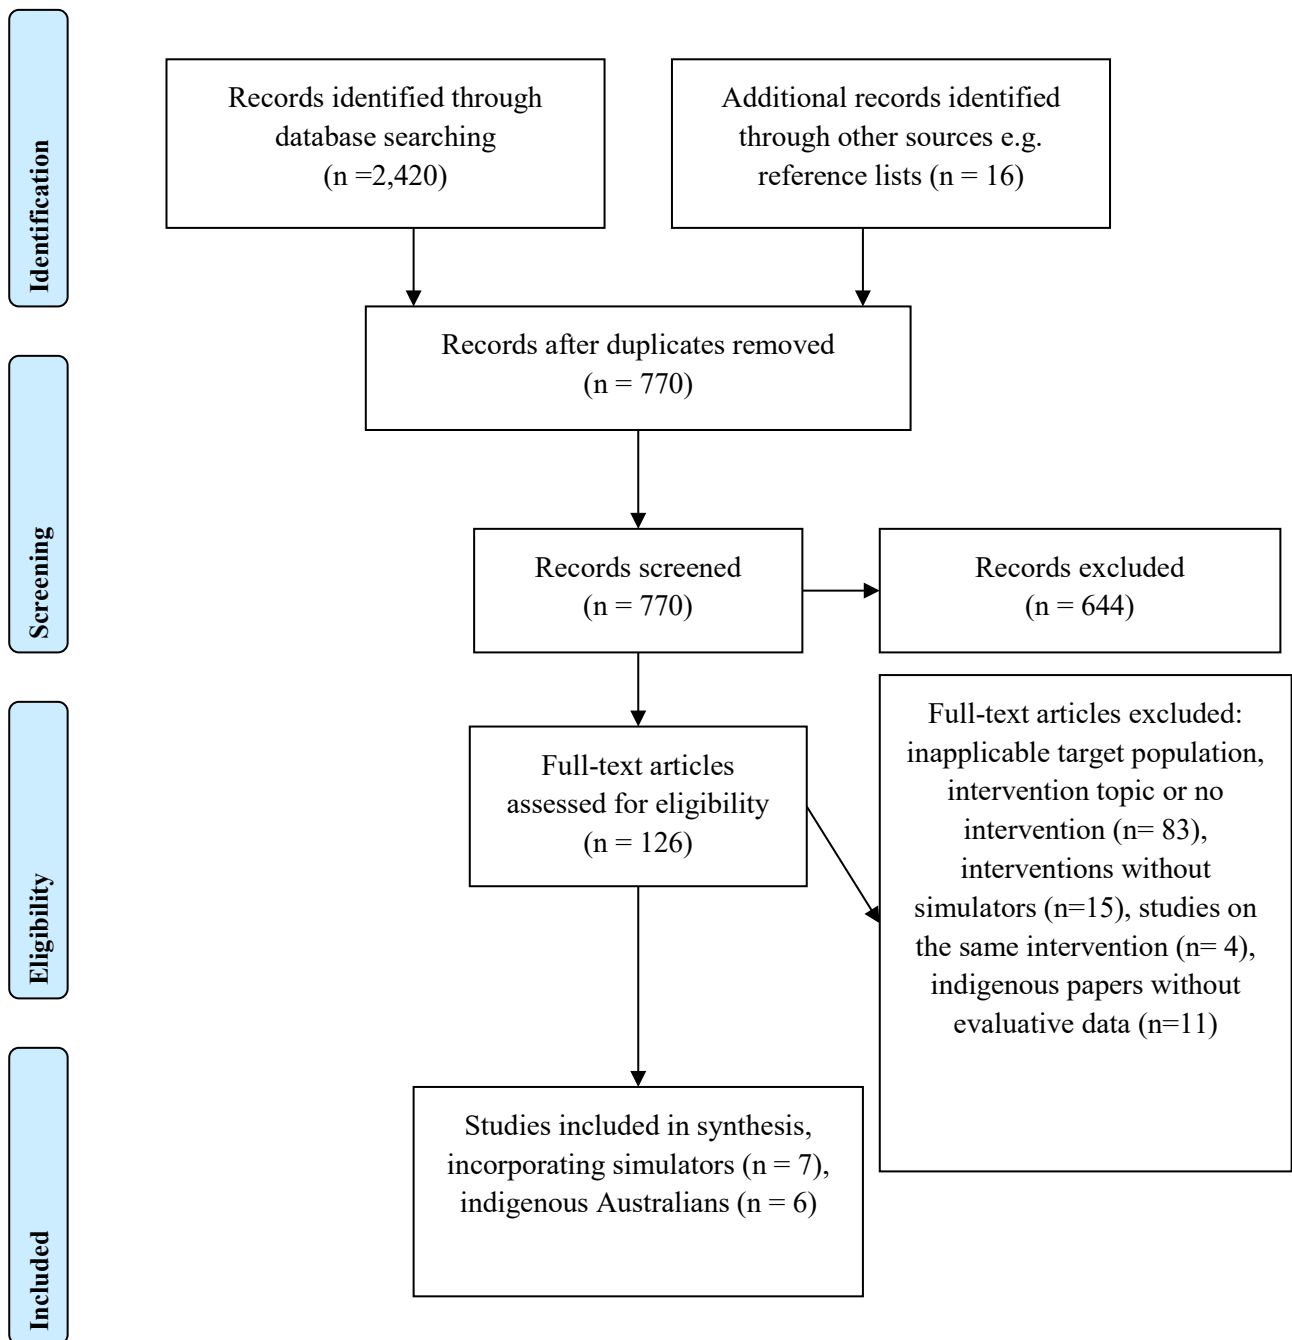 Identification
Records identified through
database searching
(n =2,420)
Additional records identified
through other sources e.g.
reference lists (n = 16)
Records after duplicates removed
(n = 770)
Screening
Records screened
(n = 770)
Records excluded
(n = 644)
Eligibility
Full-text articles
assessed for eligibility
(n = 126)
Full-text articles excluded:
inapplicable target population,
intervention topic or no
intervention (n= 83),
interventions without
simulators (n=15), studies on
the same intervention (n= 4),
indigenous papers without
evaluative data (n=11)
Included
Studies included in synthesis,
incorporating simulators (n = 7),
indigenous Australians (n = 6)